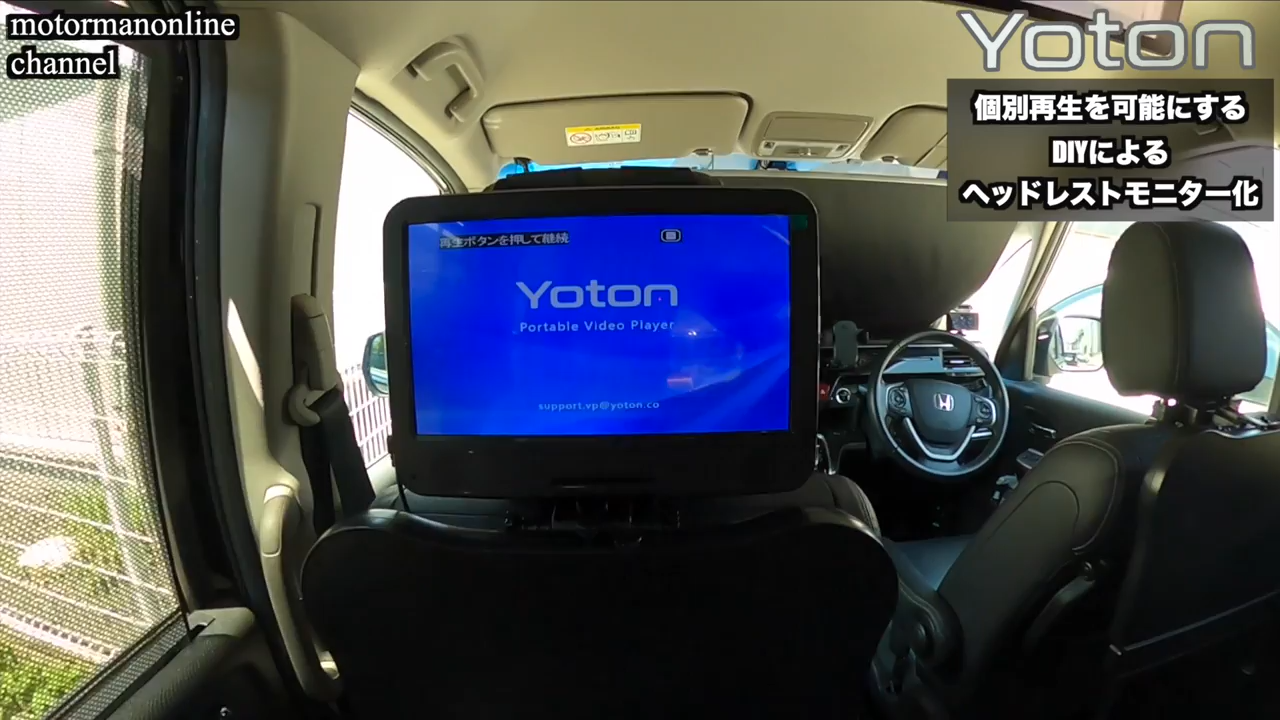 motormanonline
channel
Yoton
個別再生を可能にする
DIYによる
ヘッドレストモニター化
再生ボタンを押して継続
Yoton
Portable Video Player
support.vp@yoton.co